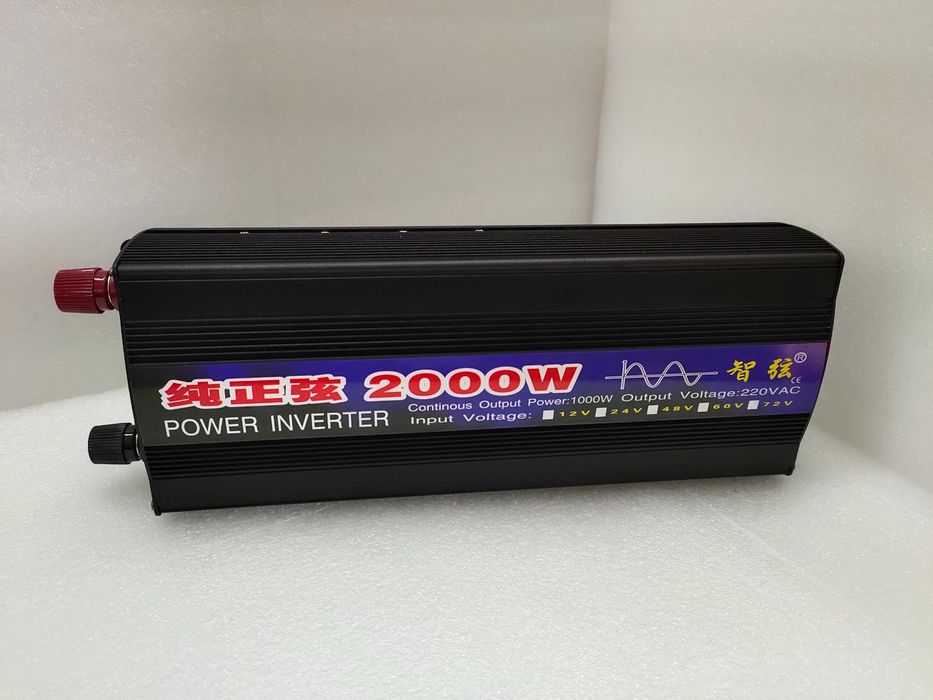 纯正弦 2000W 智弦®
CE
Continous Output Power:1000W Output Voltage:220VAC
POWER INVERTER Input Voltage: 12V 24V 48V 60V 72V